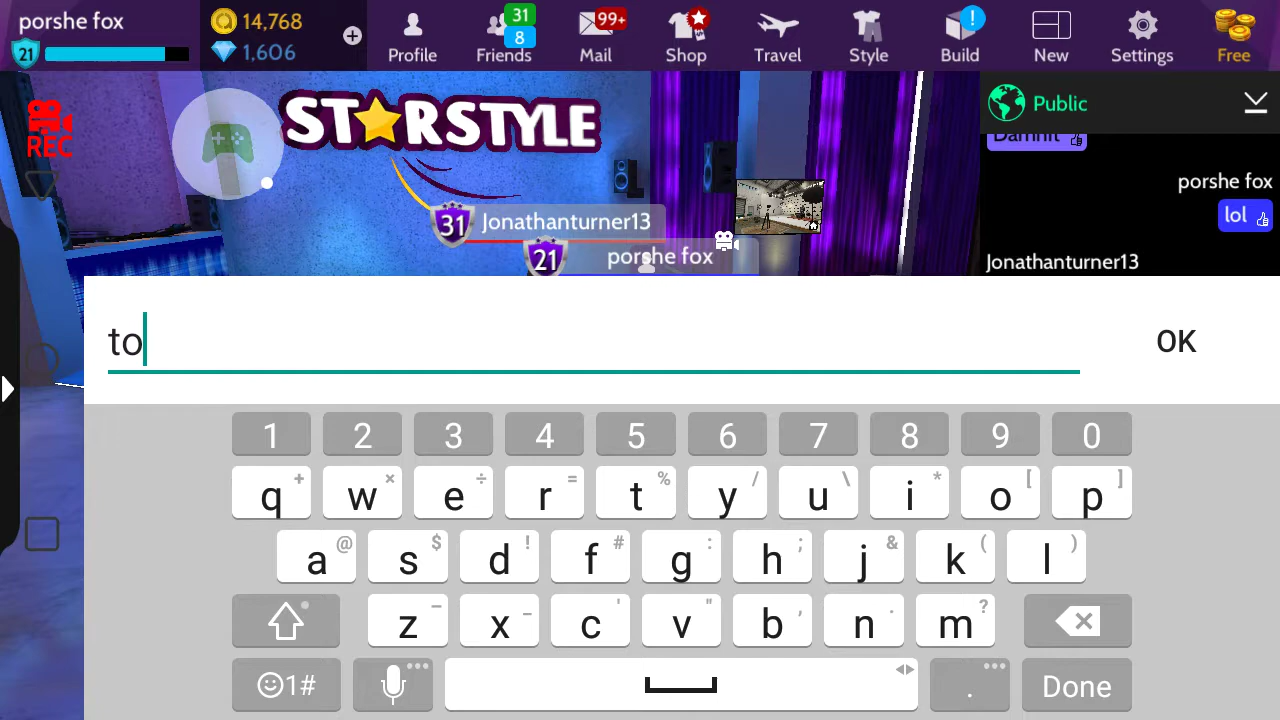 porshe fox
21
14,768
1,606
Profile
31
8
Friends
99+
Mail
Shop
Travel
Style
!
Build
New
Settings
Free
REC
STARSTYLE
Public
Damnit
porshe fox
lol
Jonathanturner13
31 Jonathanturner13
21 porshe fox
to
OK
1 2 3 4 5 6 7 8 9 0
q + w × e ÷ r = t % y / u \ i * o [ p ]
a @ s $ d ! f # g : h ; j & k ( l )
z – x _ c ' v " b , n . m ?
1# . Done